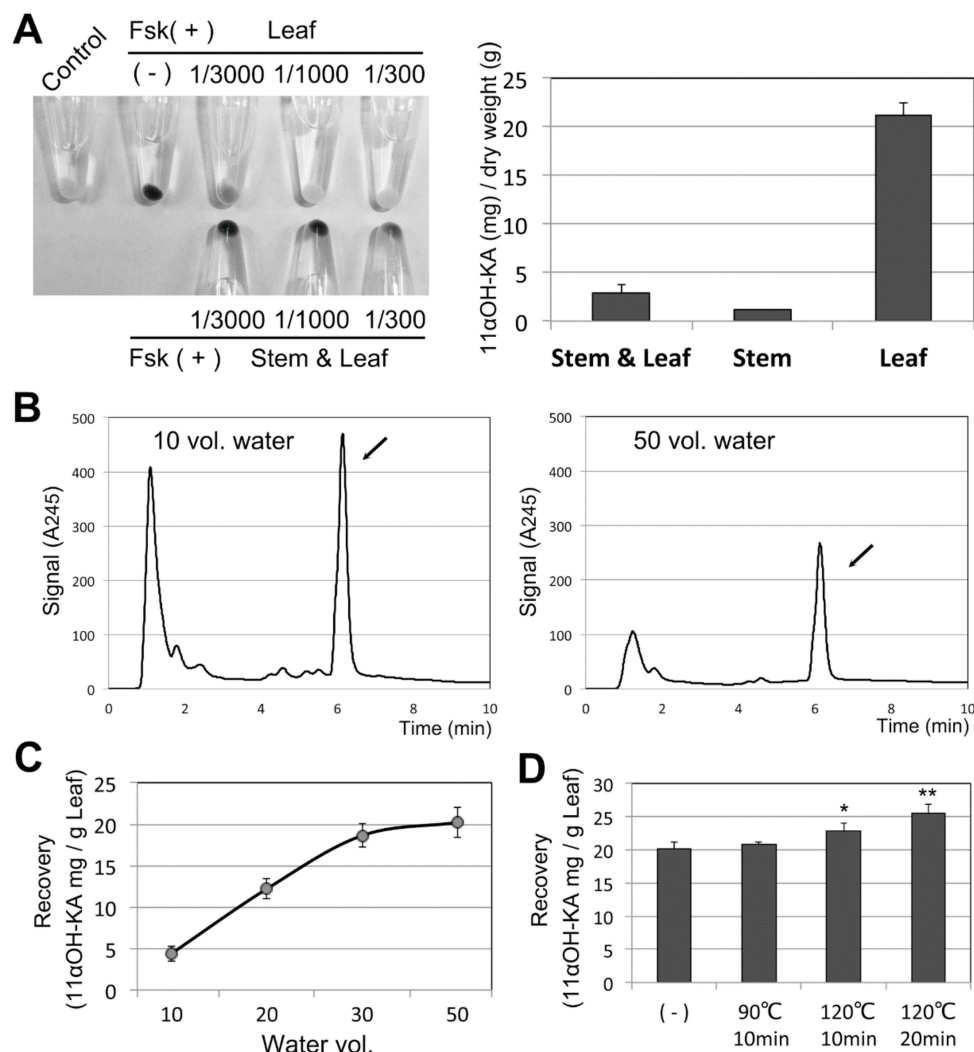 A
Control
Fsk( + ) Leaf
( - ) 1/3000 1/1000 1/300
1/3000 1/1000 1/300
Fsk ( + ) Stem & Leaf
11αOH-KA (mg) / dry weight (g)
25
20
15
10
5
0
Stem & Leaf Stem Leaf
B
10 vol. water
Signal (A245)
500
400
300
200
100
0
0 2 4 6 8 10
Time (min)
50 vol. water
Signal (A245)
500
400
300
200
100
0
0 2 4 6 8 10
Time (min)
C
Recovery
(11αOH-KA mg / g Leaf)
25
20
15
10
5
0
10 20 30 50
Water vol.
D
Recovery
(11αOH-KA mg / g Leaf)
30
25
20
15
10
5
0
* **
( - ) 90℃ 120℃ 120℃
10min 10min 20min